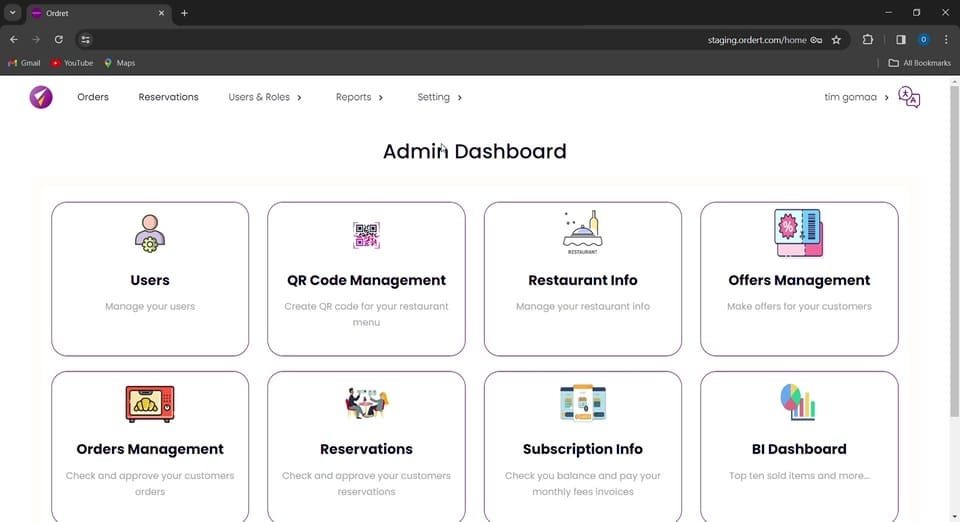 Ordret
staging.ordert.com/home
Gmail YouTube Maps All Bookmarks
Orders Reservations Users & Roles Reports Setting tim gomaa
Admin Dashboard
RESTAURANT
Users QR Code Management Restaurant Info Offers Management
Manage your users Create QR code for your restaurant Manage your restaurant info Make offers for your customers
menu
Orders Management Reservations Subscription Info BI Dashboard
Check and approve your customers Check and approve your customers Check you balance and pay your Top ten sold items and more...
orders reservations monthly fees invoices